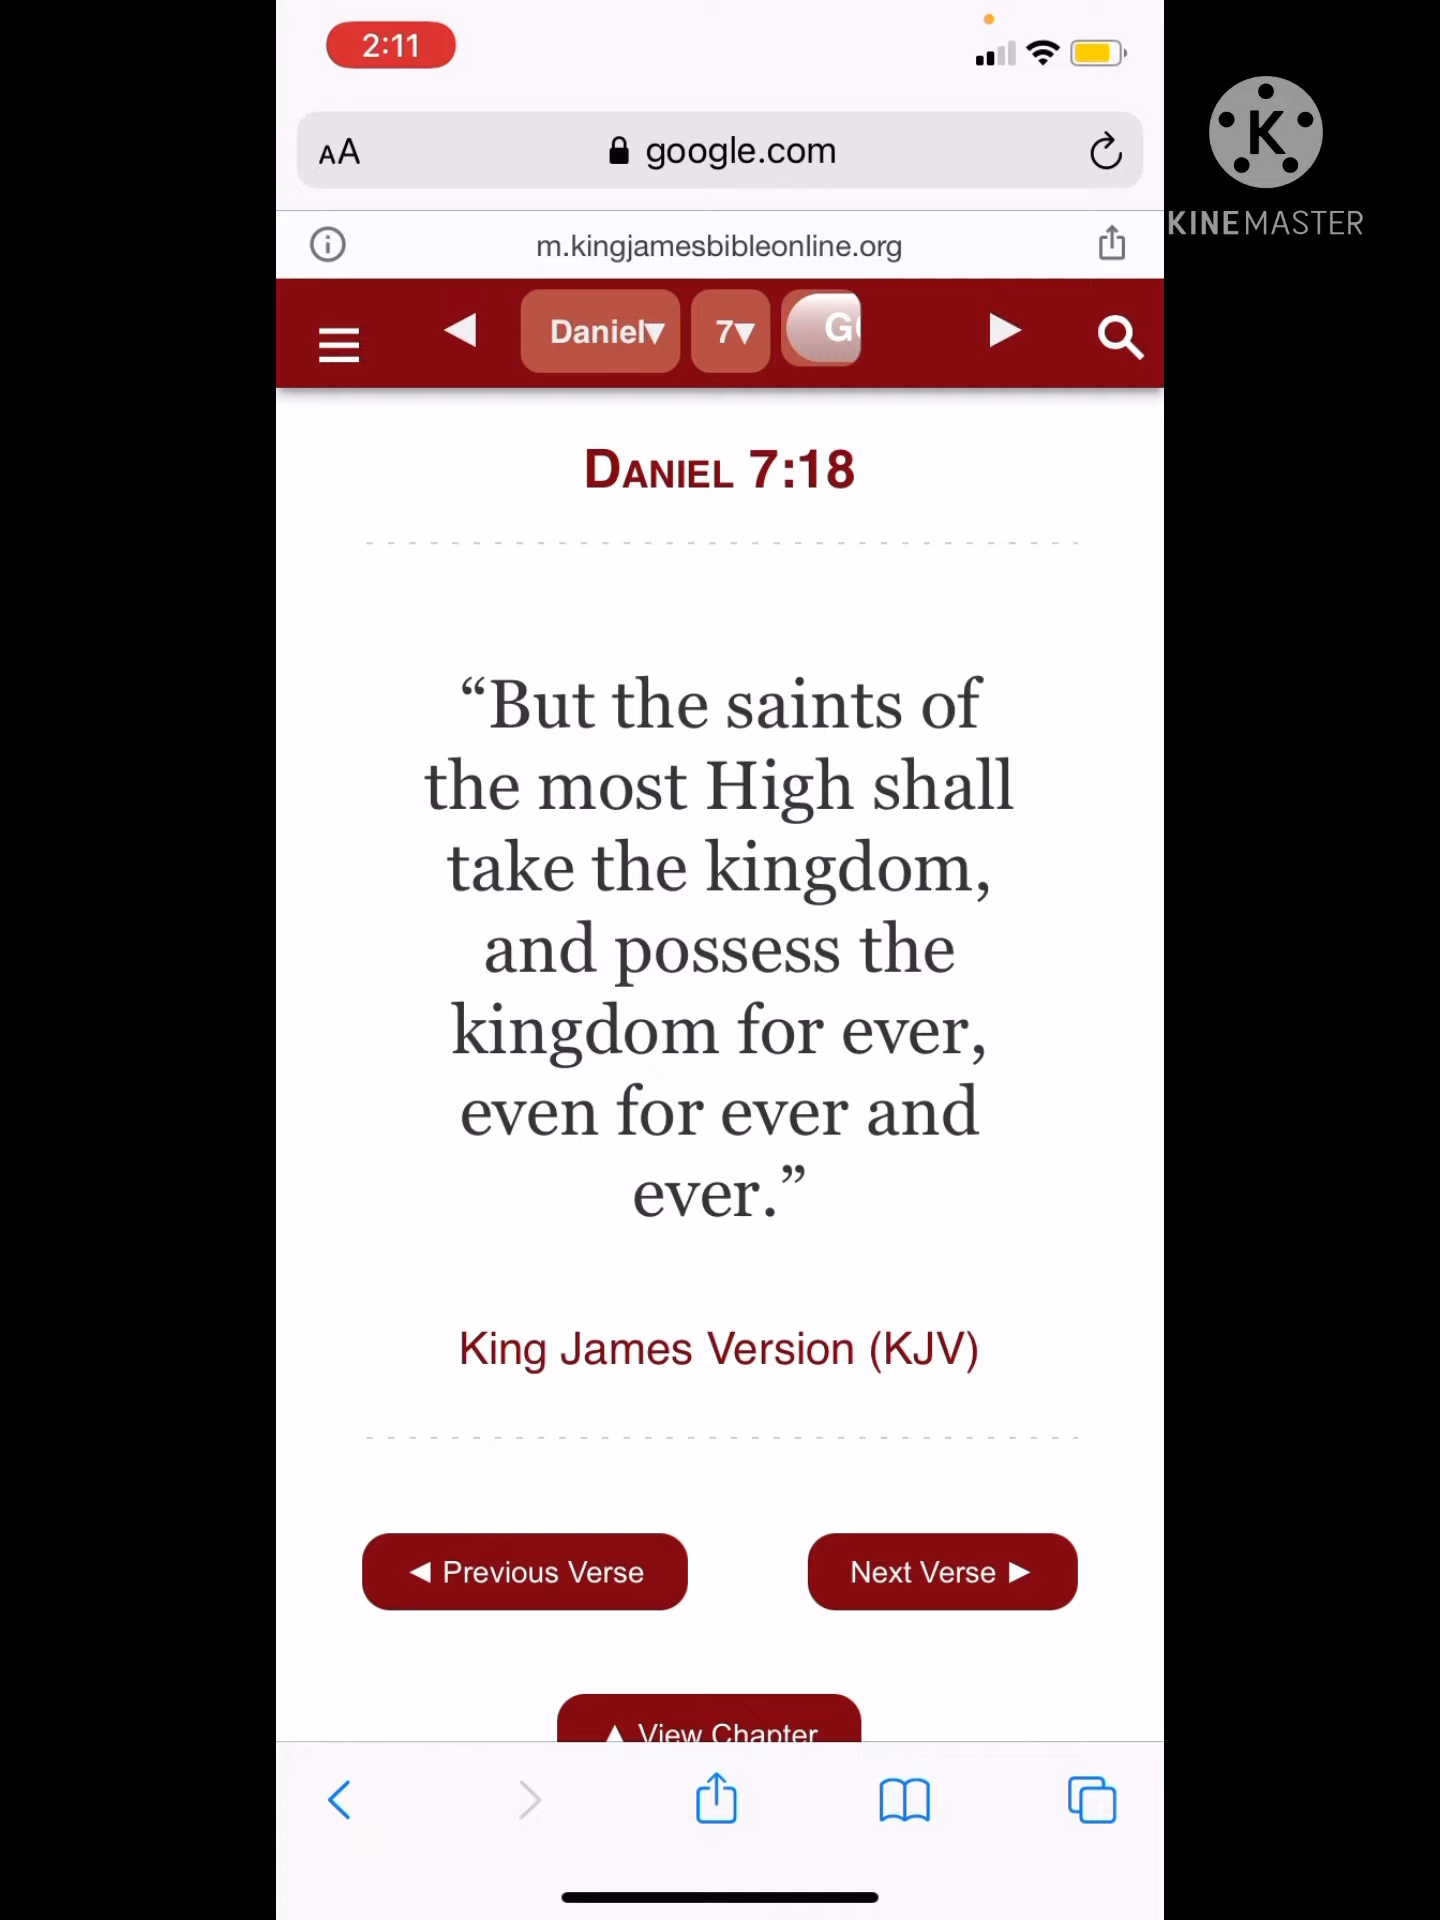 2:11
AA
google.com
K
KINEMASTER
m.kingjamesbibleonline.org
Daniel▼ 7▼
DANIEL 7:18
“But the saints of
the most High shall
take the kingdom,
and possess the
kingdom for ever,
even for ever and
ever.”
King James Version (KJV)
◀ Previous Verse
Next Verse ▶
▲ View Chapter